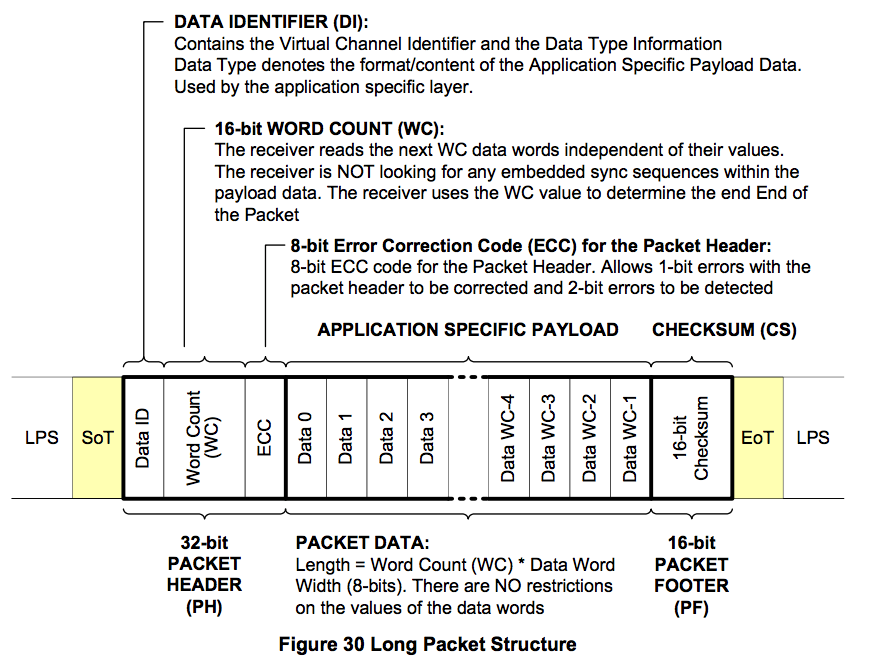 DATA IDENTIFIER (DI):
Contains the Virtual Channel Identifier and the Data Type Information
Data Type denotes the format/content of the Application Specific Payload Data.
Used by the application specific layer.
16-bit WORD COUNT (WC):
The receiver reads the next WC data words independent of their values.
The receiver is NOT looking for any embedded sync sequences within the
payload data. The receiver uses the WC value to determine the end End of
the Packet
8-bit Error Correction Code (ECC) for the Packet Header:
8-bit ECC code for the Packet Header. Allows 1-bit errors with the
packet header to be corrected and 2-bit errors to be detected
APPLICATION SPECIFIC PAYLOAD
CHECKSUM (CS)
LPS
SoT
Data ID
Word Count
(WC)
ECC
Data 0
Data 1
Data 2
Data 3
Data WC-4
Data WC-3
Data WC-2
Data WC-1
16-bit
Checksum
EoT
LPS
32-bit
PACKET
HEADER
(PH)
PACKET DATA:
Length = Word Count (WC) * Data Word
Width (8-bits). There are NO restrictions
on the values of the data words
16-bit
PACKET
FOOTER
(PF)
Figure 30 Long Packet Structure